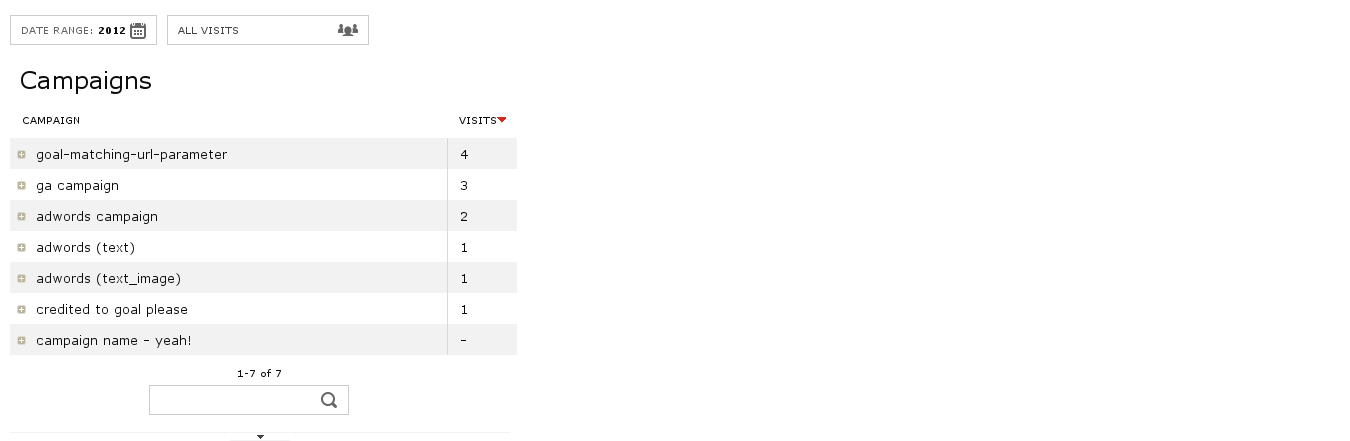 DATE RANGE: 2012 ALL VISITS
Campaigns
CAMPAIGN VISITS
goal-matching-url-parameter 4
ga campaign 3
adwords campaign 2
adwords (text) 1
adwords (text_image) 1
credited to goal please 1
campaign name - yeah! -
1-7 of 7